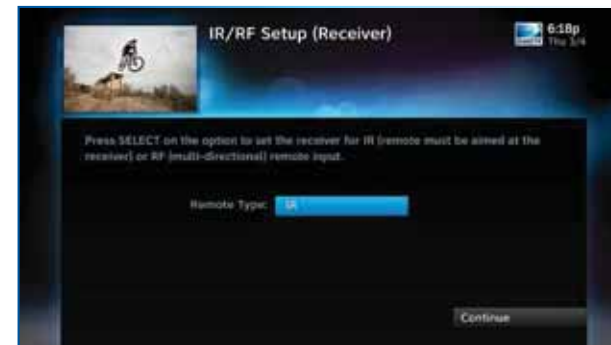 IR/RF Setup (Receiver)
6:18p
Thu 3/4
Press SELECT on the option to set the receiver for IR (remote must be aimed at the
receiver) or RF (multi-directional) remote input.
Remote Type: IR
Continue